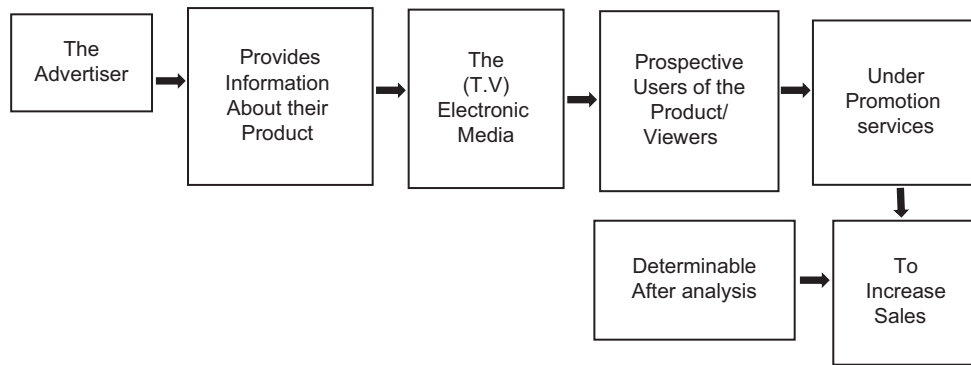 The
Advertiser
Provides
Information
About their
Product
The
(T.V)
Electronic
Media
Prospective
Users of the
Product/
Viewers
Under
Promotion
services
Determinable
After analysis
To
Increase
Sales